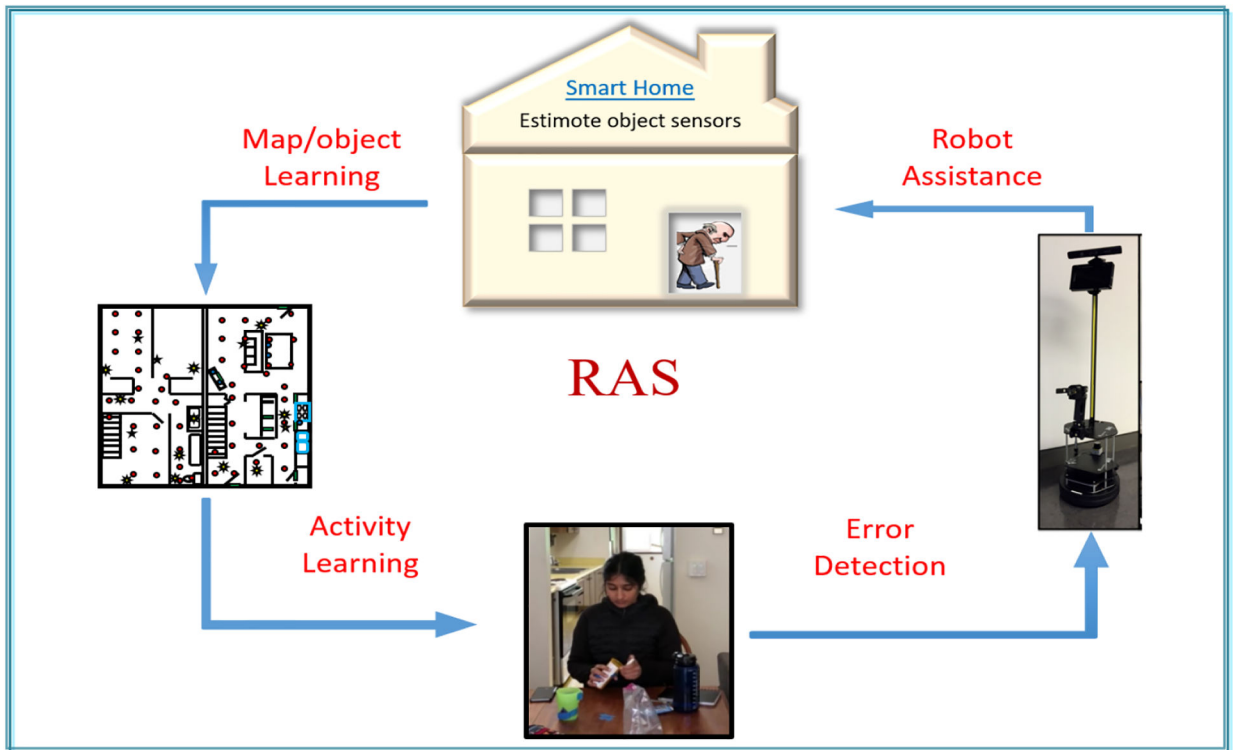 Smart Home
Estimote object sensors
Map/object
Learning
Robot
Assistance
RAS
Activity
Learning
Error
Detection